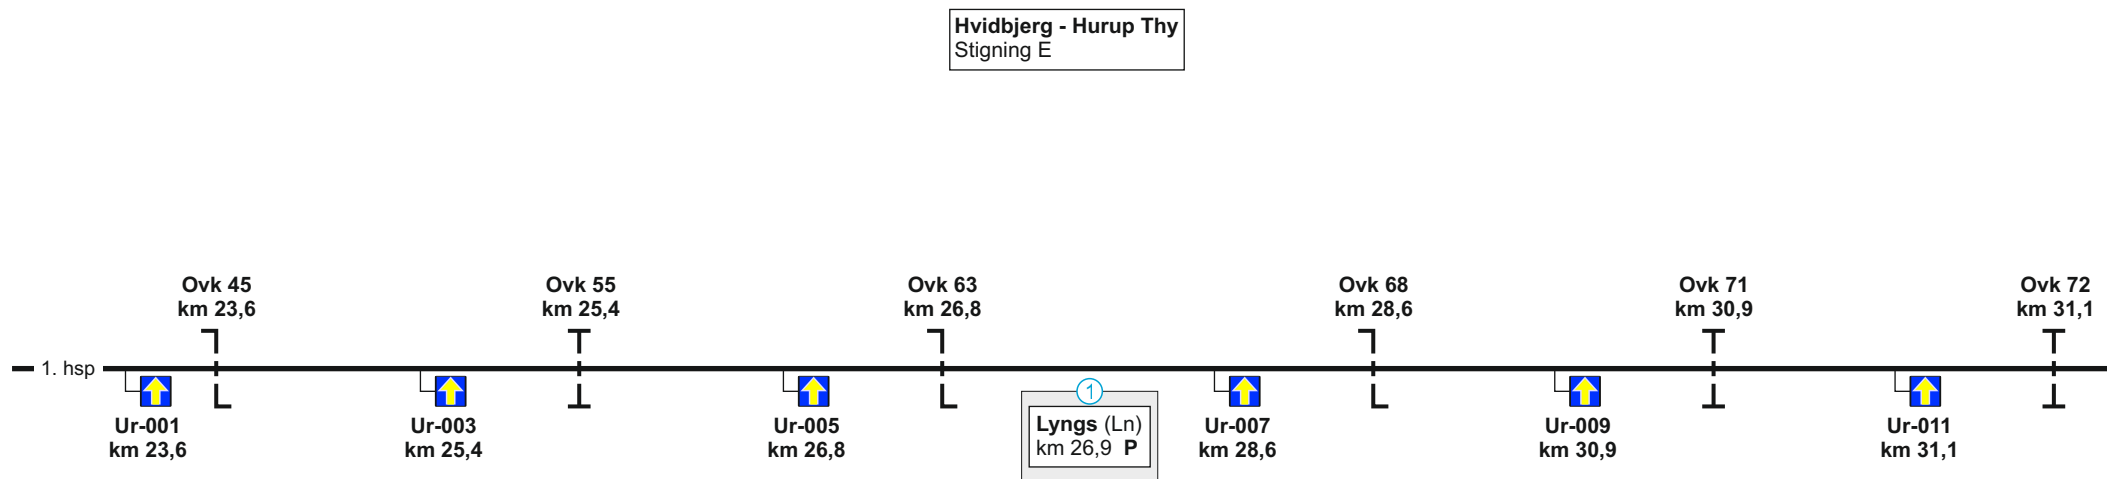 Hvidbjerg - Hurup Thy
Stigning E
Ovk 45
km 23,6
Ovk 55
km 25,4
Ovk 63
km 26,8
Ovk 68
km 28,6
Ovk 71
km 30,9
Ovk 72
km 31,1
1. hsp
Ur-001
km 23,6
Ur-003
km 25,4
Ur-005
km 26,8
1
Lyngs (Ln)
km 26,9 P
Ur-007
km 28,6
Ur-009
km 30,9
Ur-011
km 31,1